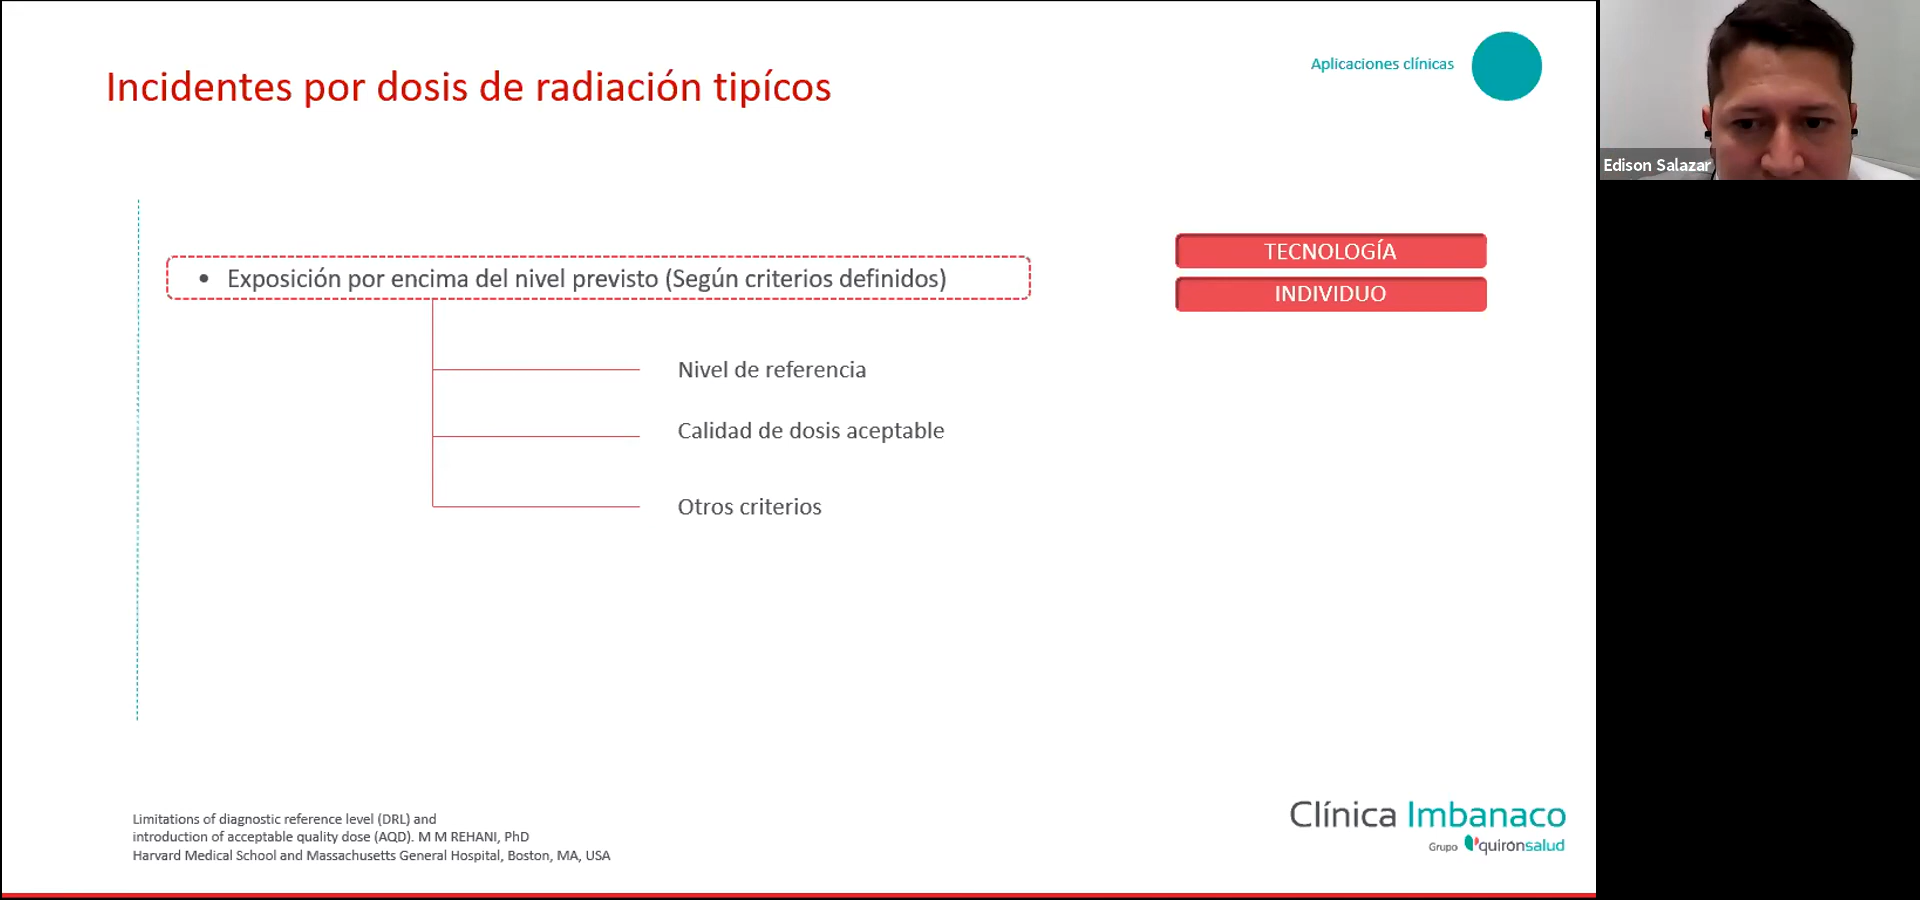 Incidentes por dosis de radiación tipícos
Aplicaciones clínicas
Edison Salazar
• Exposición por encima del nivel previsto (Según criterios definidos)
TECNOLOGÍA
INDIVIDUO
Nivel de referencia
Calidad de dosis aceptable
Otros criterios
Limitations of diagnostic reference level (DRL) and
introduction of acceptable quality dose (AQD). M M REHANI, PhD
Harvard Medical School and Massachusetts General Hospital, Boston, MA, USA
Clínica Imbanaco
Grupo quirónsalud